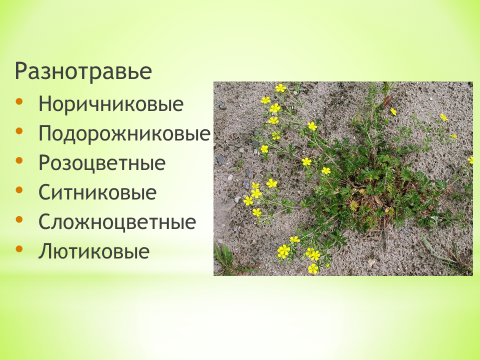 Разнотравье
• Норичниковые
• Подорожниковые
• Розоцветные
• Ситниковые
• Сложноцветные
• Лютиковые